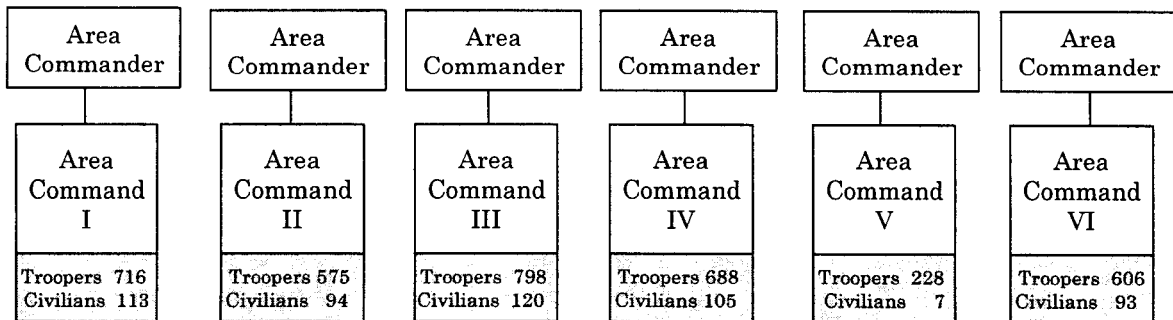 Area
Commander
Area
Command
I
Troopers 716
Civilians 113
Area
Commander
Area
Command
II
Troopers 575
Civilians 94
Area
Commander
Area
Command
III
Troopers 798
Civilians 120
Area
Commander
Area
Command
IV
Troopers 688
Civilians 105
Area
Commander
Area
Command
V
Troopers 228
Civilians 7
Area
Commander
Area
Command
VI
Troopers 606
Civilians 93